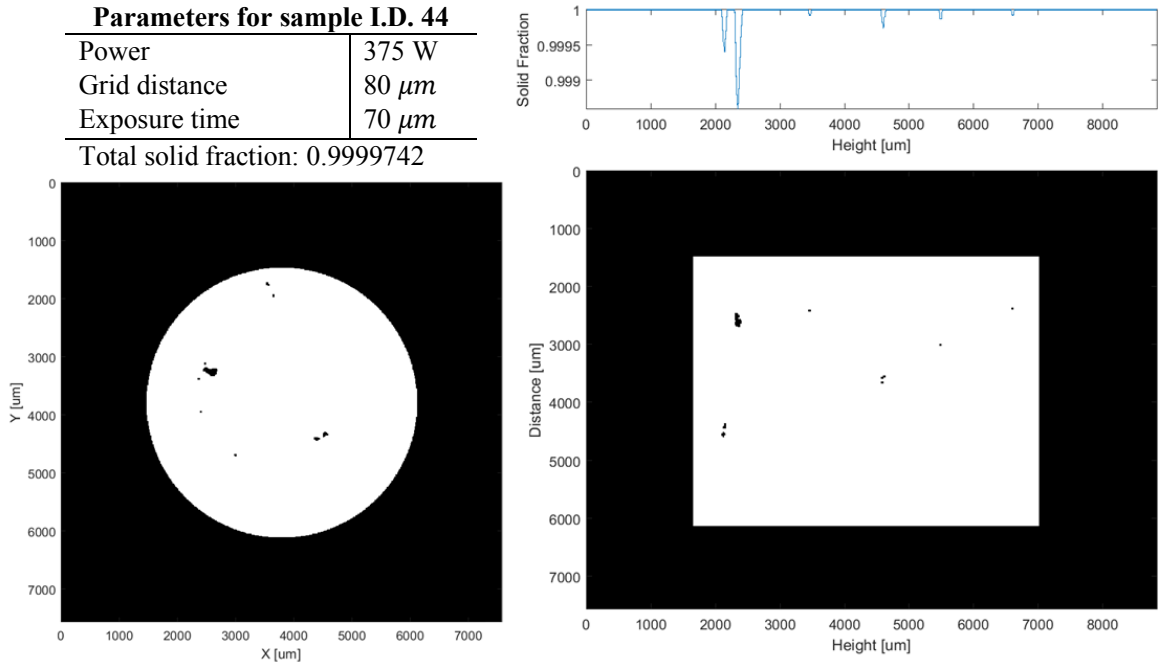 Parameters for sample I.D. 44
Power 375 W
Grid distance 80 μm
Exposure time 70 μm
Total solid fraction: 0.9999742
1
0.9995
0.999
Solid Fraction
0 1000 2000 3000 4000 5000 6000 7000 8000
Height [um]
0
1000
2000
3000
4000
5000
6000
7000
Y [um]
0 1000 2000 3000 4000 5000 6000 7000
X [um]
0
1000
2000
3000
4000
5000
6000
7000
Distance [um]
0 1000 2000 3000 4000 5000 6000 7000 8000
Height [um]